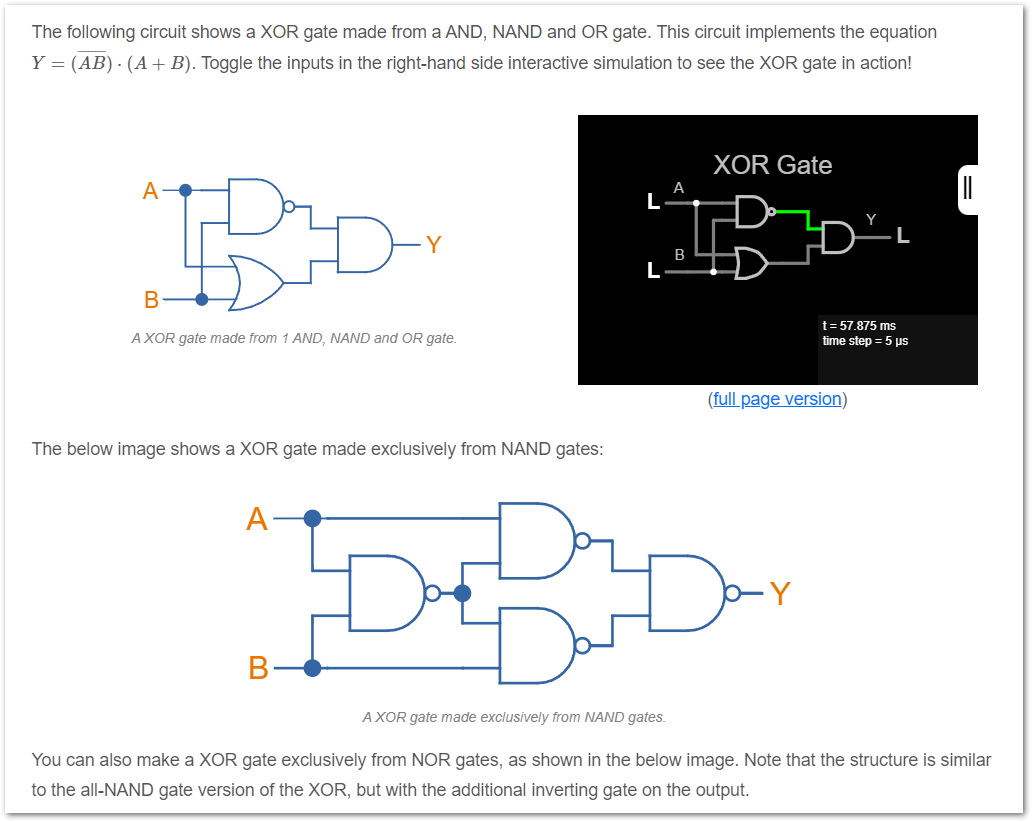 The following circuit shows a XOR gate made from a AND, NAND and OR gate. This circuit implements the equation
Y = (A̅B̅) · (A + B). Toggle the inputs in the right-hand side interactive simulation to see the XOR gate in action!
A
B
Y
A XOR gate made from 1 AND, NAND and OR gate.
XOR Gate
A
L
Y
L
B
L
t = 57.875 ms
time step = 5 µs
(full page version)
The below image shows a XOR gate made exclusively from NAND gates:
A
Y
B
A XOR gate made exclusively from NAND gates.
You can also make a XOR gate exclusively from NOR gates, as shown in the below image. Note that the structure is similar
to the all-NAND gate version of the XOR, but with the additional inverting gate on the output.